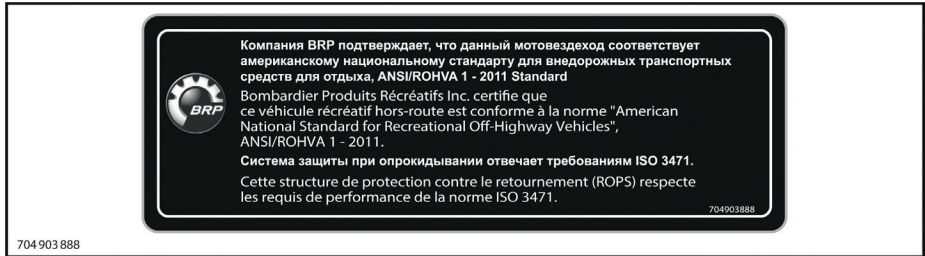 Компания BRP подтверждает, что данный мотовездеход соответствует
американскому национальному стандарту для внедорожных транспортных
средств для отдыха, ANSI/ROHVA 1 - 2011 Standard
BRP
Bombardier Produits Récréatifs Inc. certifie que
ce véhicule récréatif hors-route est conforme à la norme "American
National Standard for Recreational Off-Highway Vehicles",
ANSI/ROHVA 1 - 2011.
Система защиты при опрокидывании отвечает требованиям ISO 3471.
Cette structure de protection contre le retournement (ROPS) respecte
les requis de performance de la norme ISO 3471.
704903888
704 903 888